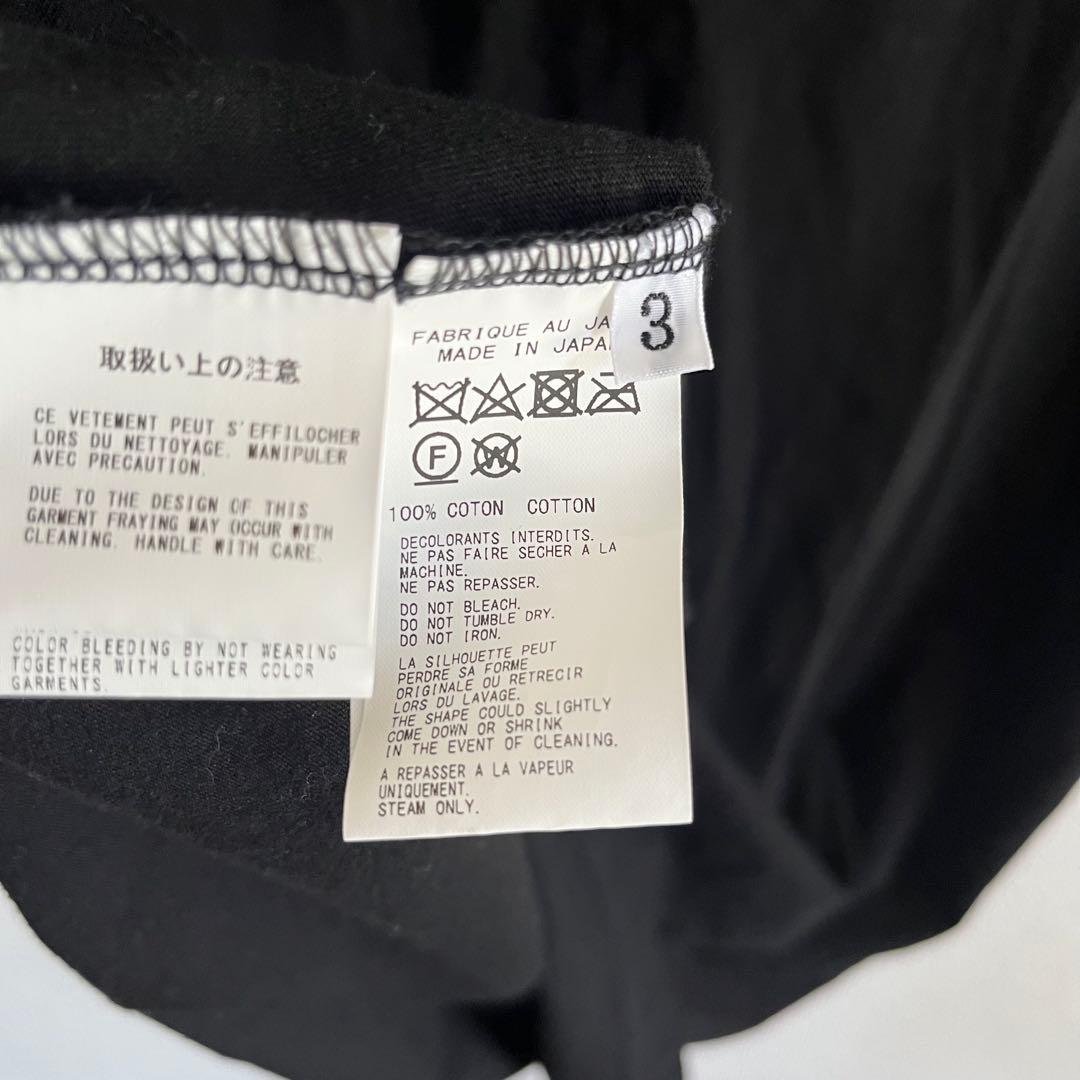 取扱い上の注意
CE VETEMENT PEUT S'EFFILOCHER
LORS DU NETTOYAGE. MANIPULER
AVEC PRECAUTION.
DUE TO THE DESIGN OF THIS
GARMENT FRAYING MAY OCCUR WITH
CLEANING. HANDLE WITH CARE.
COLOR BLEEDING BY NOT WEARING
TOGETHER WITH LIGHTER COLOR
GARMENTS.
3
FABRIQUE AU
MADE IN
F
W
100% COTON COTTON
DECOLORANTS INTERDITS.
NE PAS FAIRE SECHER A LA
MACHINE.
NE PAS REPASSER.
DO NOT BLEACH.
DO NOT TUMBLE DRY.
DO NOT IRON.
LA SILHOUETTE PEUT
PERDRE SA FORME
ORIGINALE OU RETRECIR
LORS DU LAVAGE.
THE SHAPE COULD SLIGHTLY
COME DOWN OR SHRINK
IN THE EVENT OF CLEANING.
A REPASSER A LA VAPEUR
UNIQUEMENT.
STEAM ONLY.